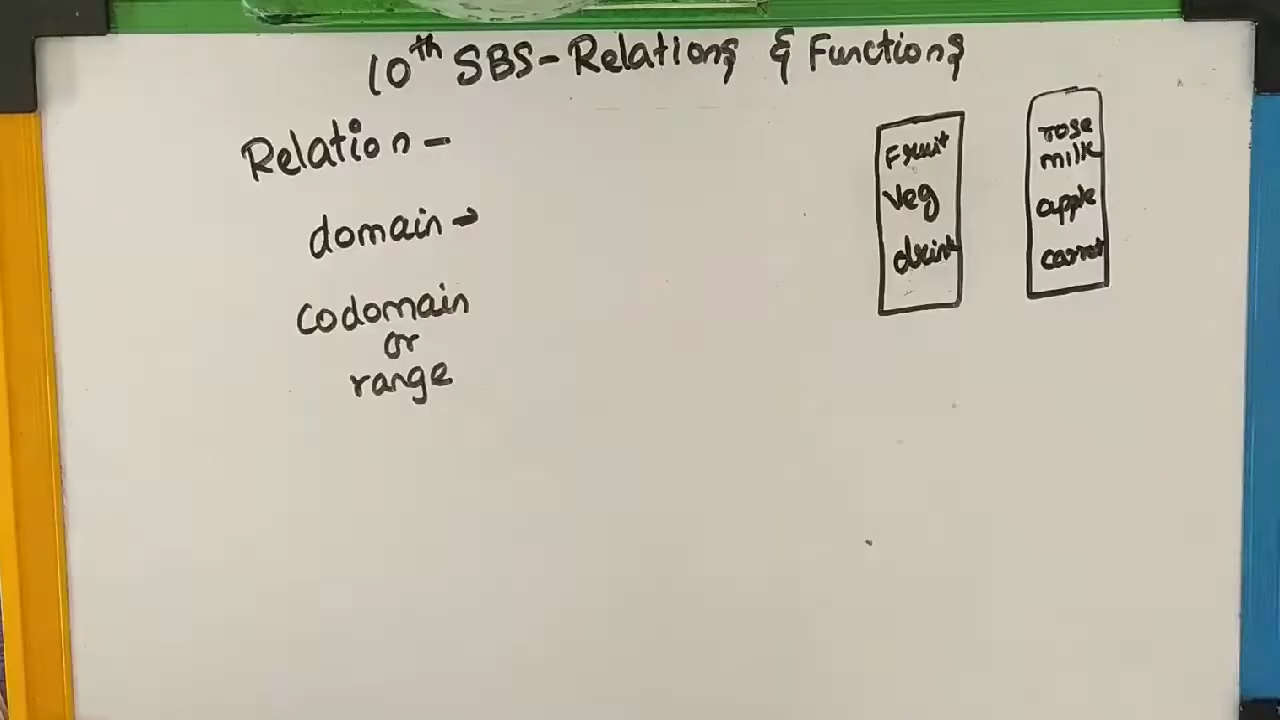 10th SBS-Relations & Functions
Relation -
domain →
Codomain
or
range
Fruit
Veg
drink
rose
milk
apple
carrot